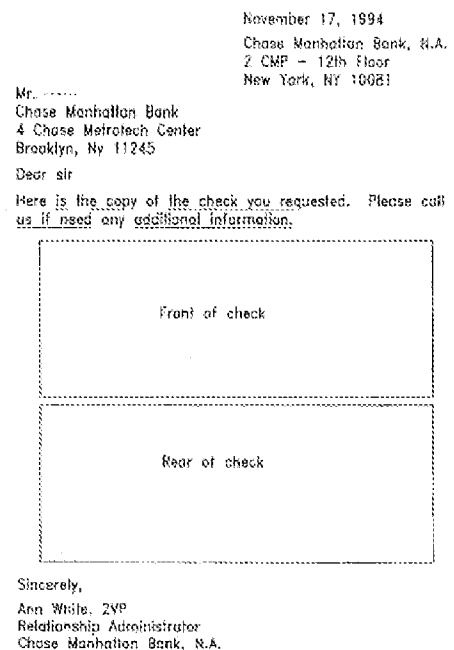 November 17, 1994
Chase Manhattan Bank, N.A.
2 CMP - 12th Floor
New York, NY 10081
Mr. ------
Chase Manhattan Bank
4 Chase Metrotech Center
Brooklyn, Ny 11245
Dear sir
Here is the copy of the check you requested. Please call
us if need any additional information.
Front of check
Rear of check
Sincerely,
Ann White, 2VP
Relationship Administrator
Chase Manhattan Bank, N.A.